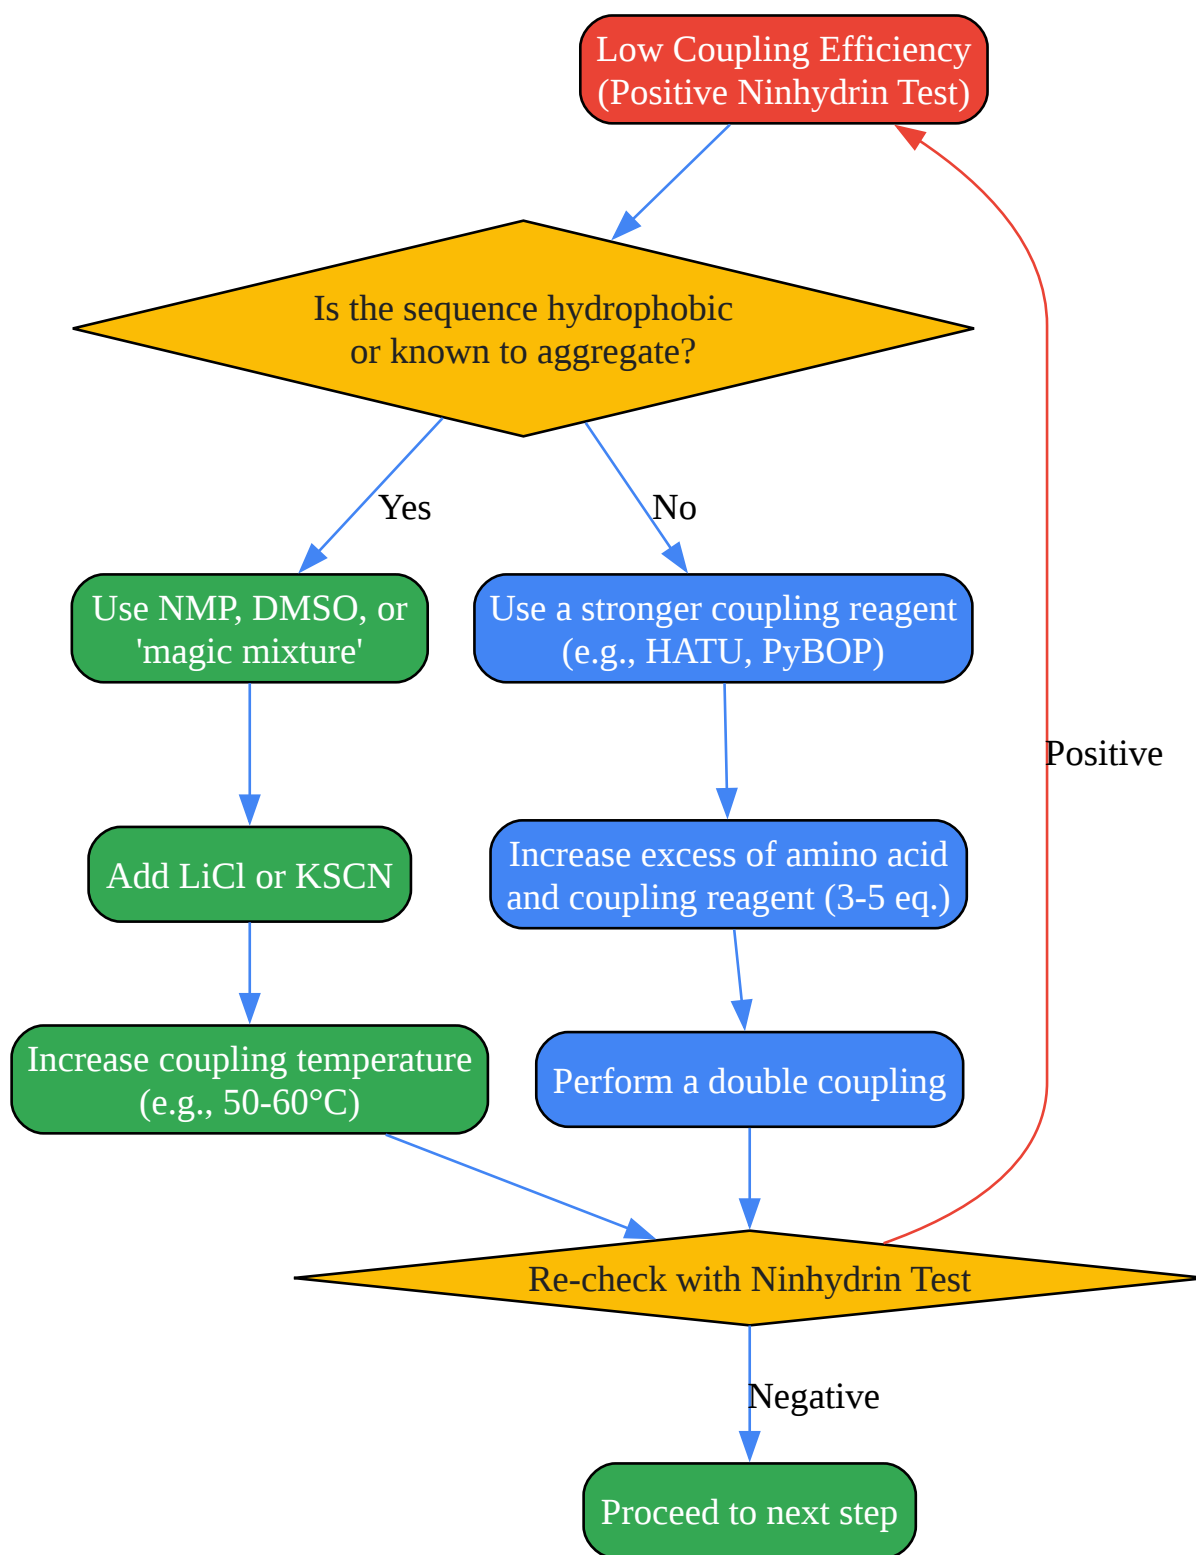 Low Coupling Efficiency
(Positive Ninhydrin Test)
Is the sequence hydrophobic
or known to aggregate?
Yes
No
Use NMP, DMSO, or
'magic mixture'
Use a stronger coupling reagent
(e.g., HATU, PyBOP)
Positive
Add LiCl or KSCN
Increase excess of amino acid
and coupling reagent (3-5 eq.)
Increase coupling temperature
(e.g., 50-60°C)
Perform a double coupling
Re-check with Ninhydrin Test
Negative
Proceed to next step